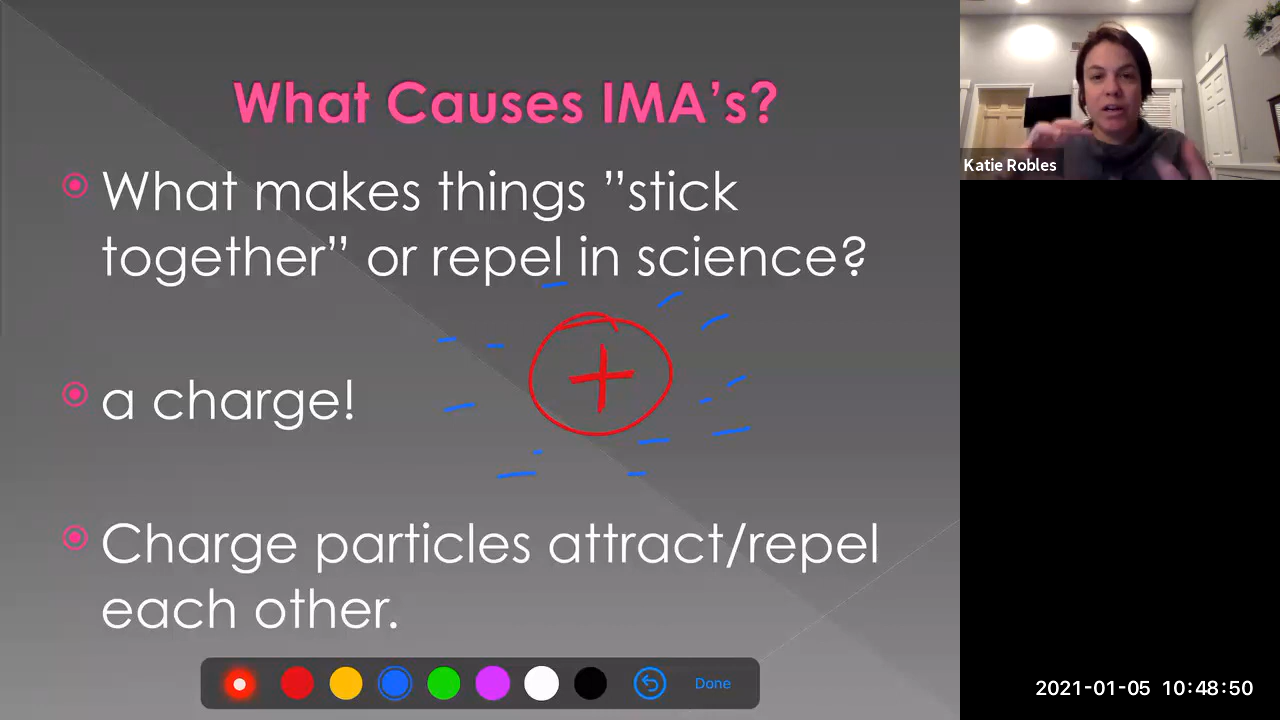 What Causes IMA’s?
What makes things ”stick
together” or repel in science?
a charge!
+
Charge particles attract/repel
each other.
Done
Katie Robles
2021-01-05 10:48:50